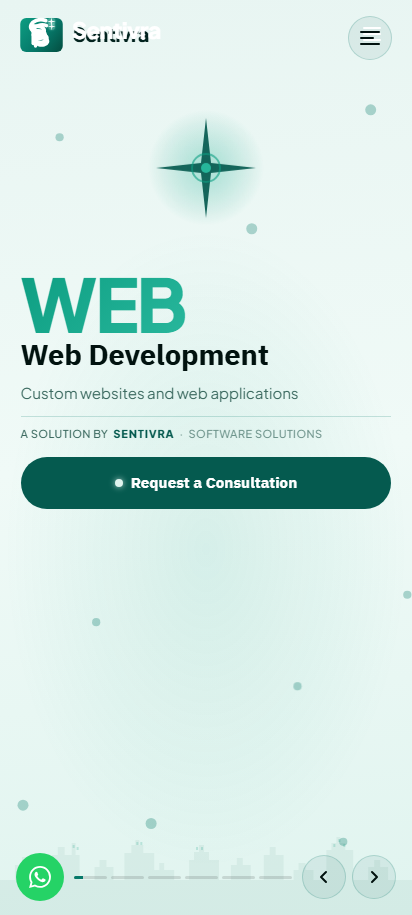 Sentivra
WEB
Web Development
Custom websites and web applications
A SOLUTION BY SENTIVRA · SOFTWARE SOLUTIONS
Request a Consultation